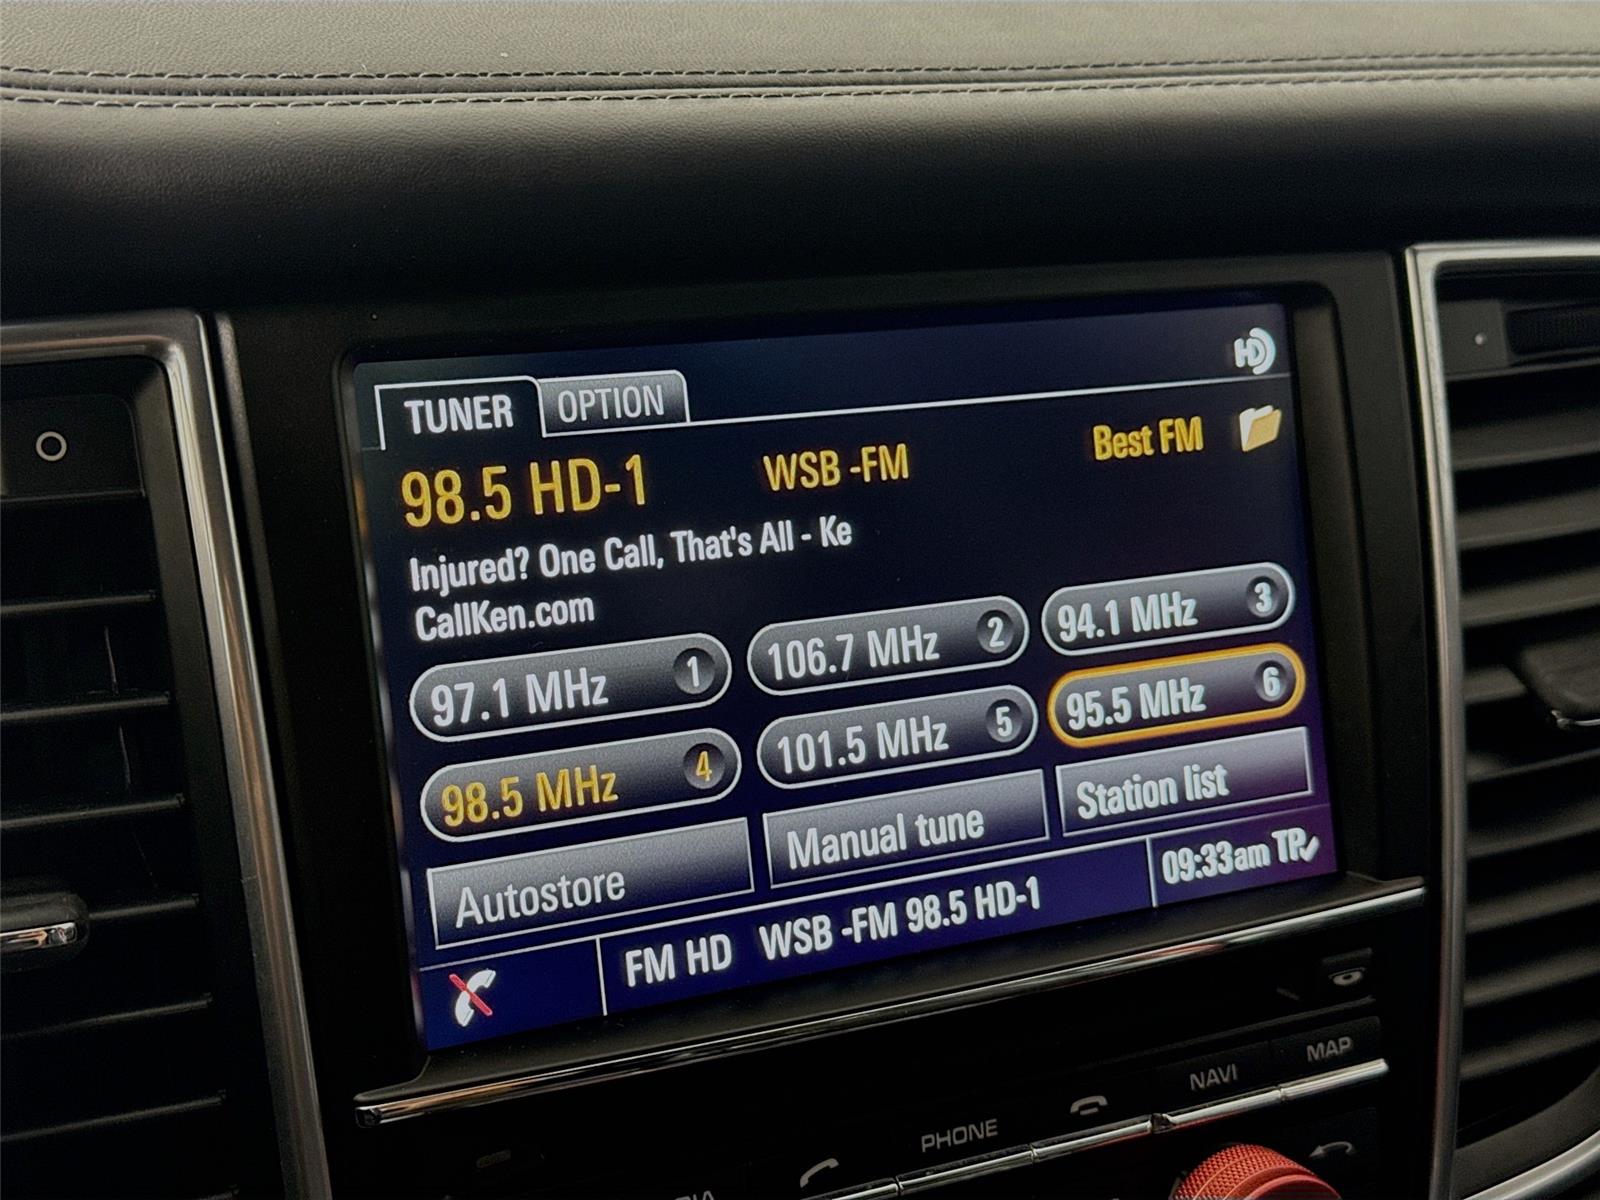 HD
TUNER OPTION
98.5 HD-1 WSB -FM Best FM
Injured? One Call, That's All - Ke
CallKen.com
97.1 MHz 1 106.7 MHz 2 94.1 MHz 3
98.5 MHz 4 101.5 MHz 5 95.5 MHz 6
Autostore Manual tune Station list
FM HD WSB -FM 98.5 HD-1 09:33am TP
PHONE NAVI MAP